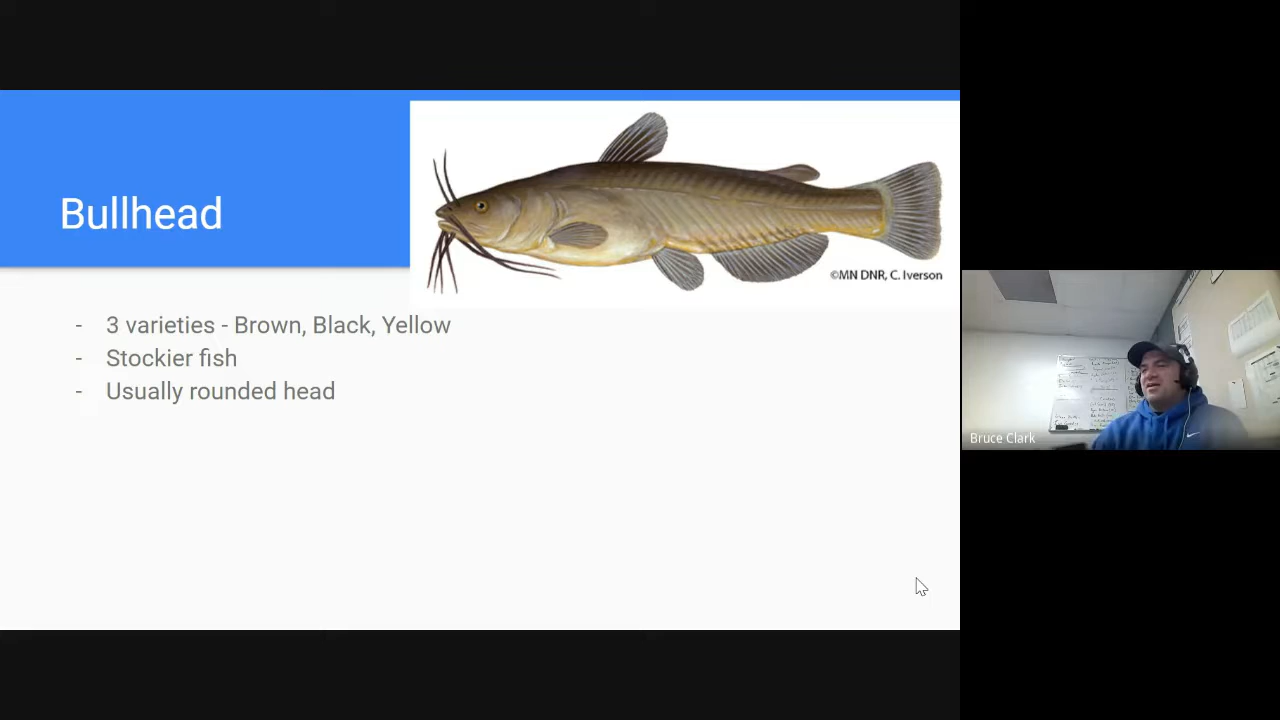 Bullhead
©MN DNR, C. Iverson
- 3 varieties - Brown, Black, Yellow
- Stockier fish
- Usually rounded head
Bruce Clark